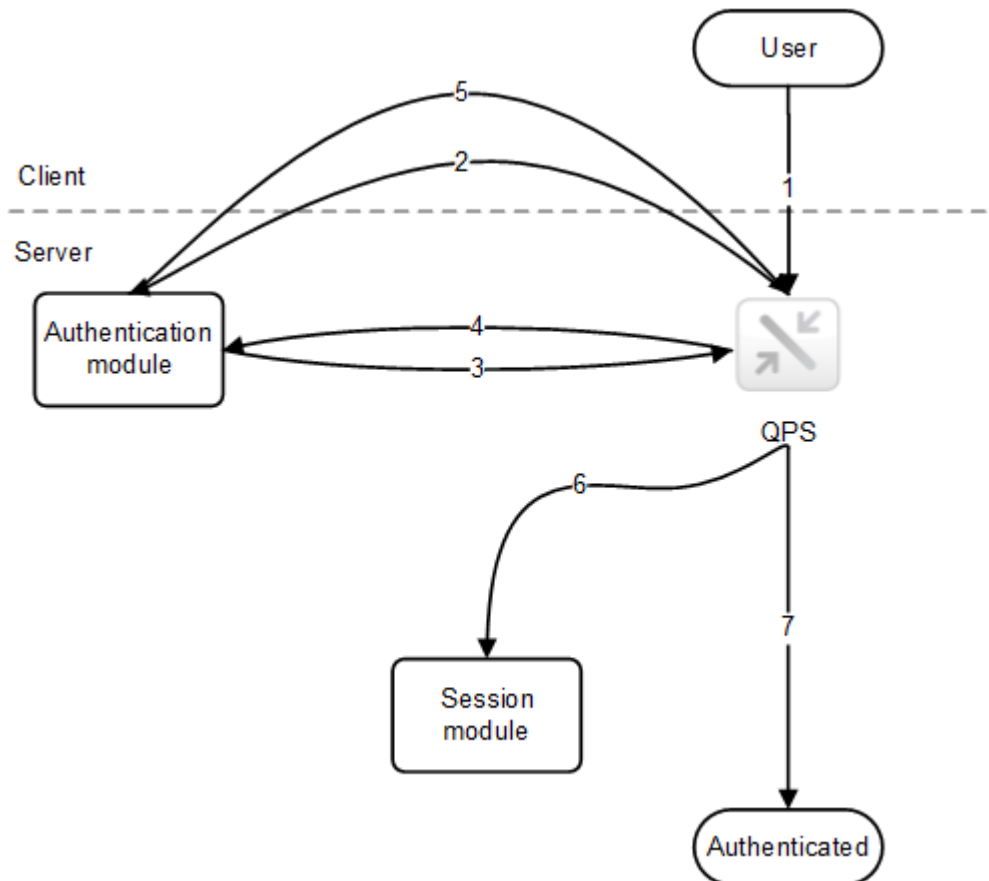 User
5
2
Client
1
Server
Authentication
module
4
3
QPS
6
7
Session
module
Authenticated